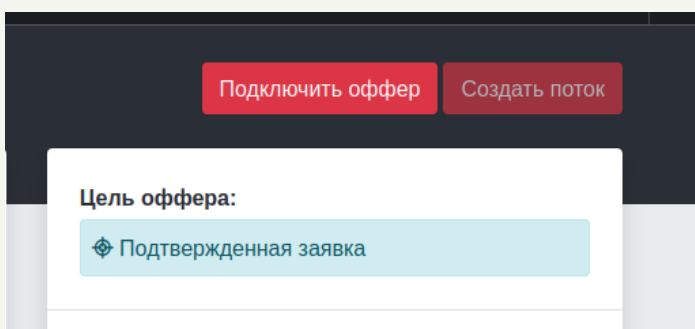 Подключить оффер Создать поток
Цель оффера:
Подтвержденная заявка